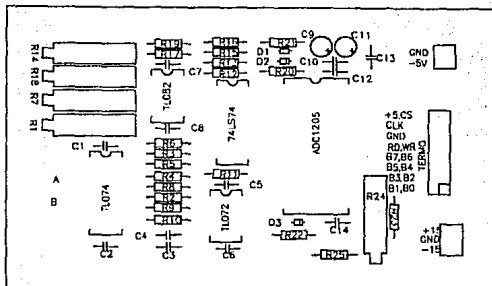 R14
R18
R7
R1
C1
A
B
TL074
C2
R19
R17
TL082
C8
R6
R3
R5
R4
R8
R2
R9
R10
C4
C3
C7
R16
R15
R12
74LS74
R11
C5
TL072
C6
R21
D1
D2
R20
C9
C11
C10
C12
C13
ADC1205
D3
R22
C14
R25
R24
R23
GND
-5V
+5,CS
CLK
GND
RD,WR
B7,B6
B5,B4
B3,B2
B1,B0
TERMO
+15
GND
-15